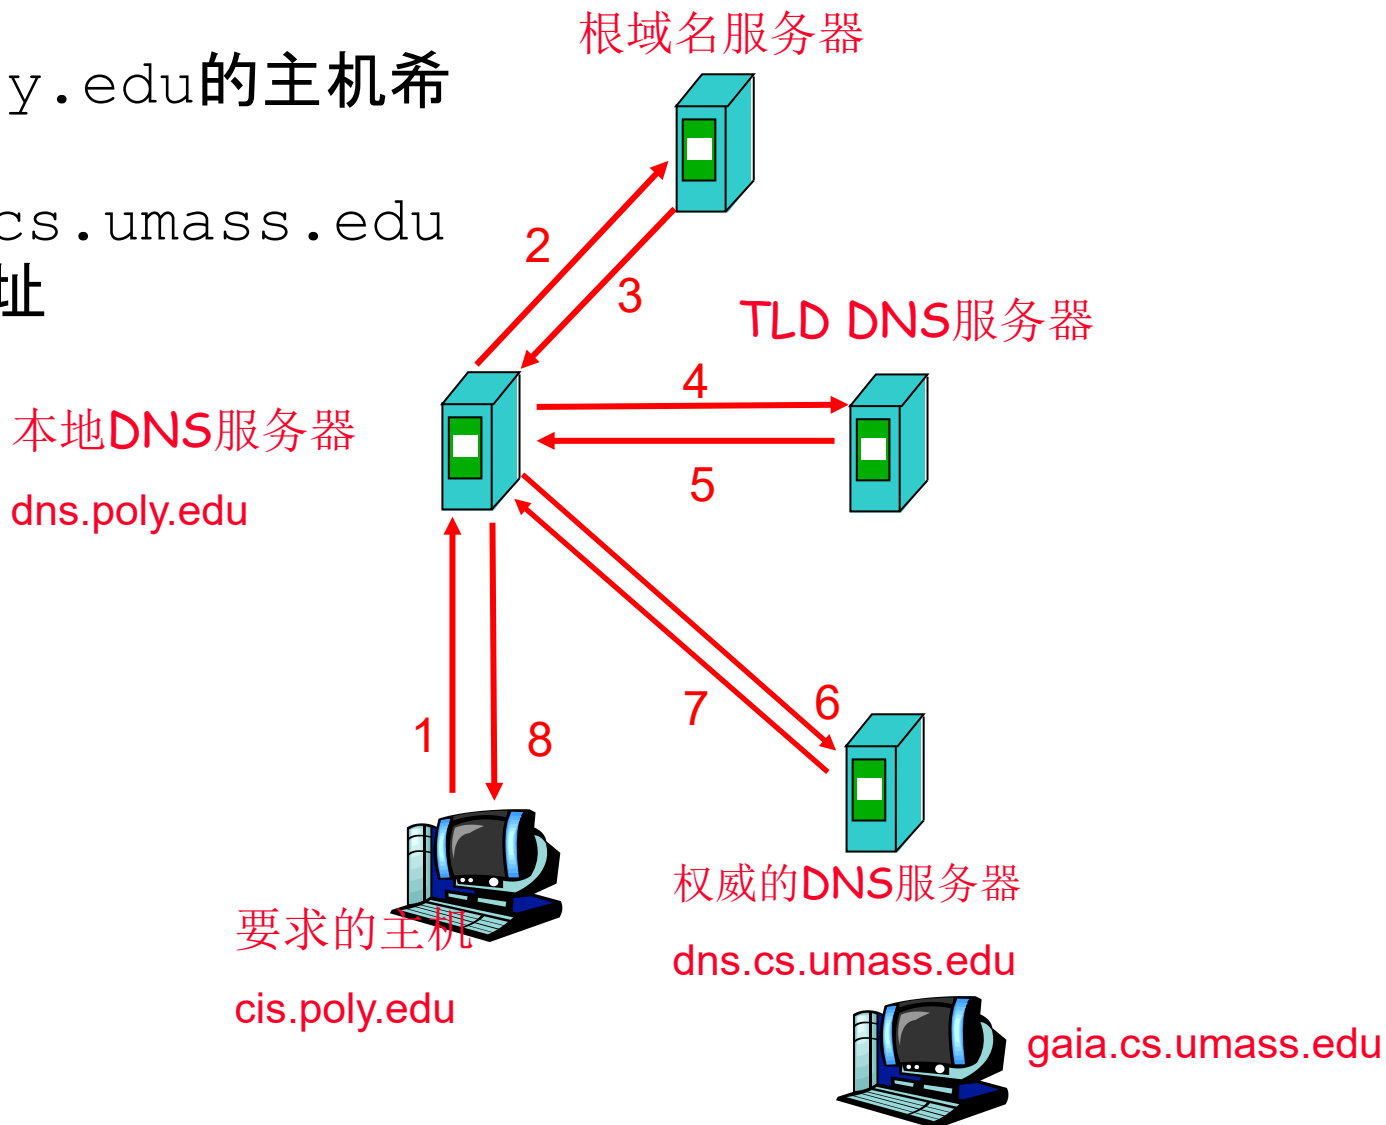 根域名服务器
y.edu的主机希
cs.umass.edu
址
2
3
TLD DNS服务器
4
本地DNS服务器
5
dns.poly.edu
7
6
1
8
权威的DNS服务器
要求的主机
dns.cs.umass.edu
cis.poly.edu
gaia.cs.umass.edu